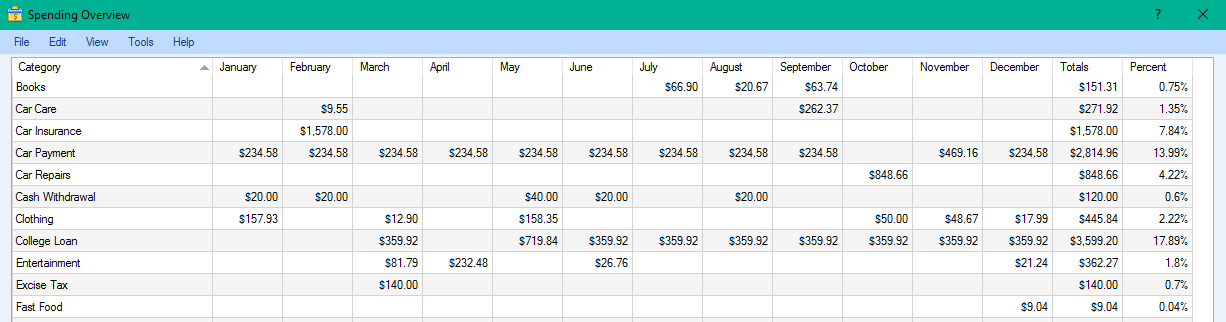 Spending Overview ? ×
File Edit View Tools Help
Category January February March April May June July August September October November December Totals Percent
Books $66.90 $20.67 $63.74 $151.31 0.75%
Car Care $9.55 $262.37 $271.92 1.35%
Car Insurance $1,578.00 $1,578.00 7.84%
Car Payment $234.58 $234.58 $234.58 $234.58 $234.58 $234.58 $234.58 $234.58 $234.58 $469.16 $234.58 $2,814.96 13.99%
Car Repairs $848.66 $848.66 4.22%
Cash Withdrawal $20.00 $20.00 $40.00 $20.00 $20.00 $120.00 0.6%
Clothing $157.93 $12.90 $158.35 $50.00 $48.67 $17.99 $445.84 2.22%
College Loan $359.92 $719.84 $359.92 $359.92 $359.92 $359.92 $359.92 $359.92 $359.92 $3,599.20 17.89%
Entertainment $81.79 $232.48 $26.76 $21.24 $362.27 1.8%
Excise Tax $140.00 $140.00 0.7%
Fast Food $9.04 $9.04 0.04%